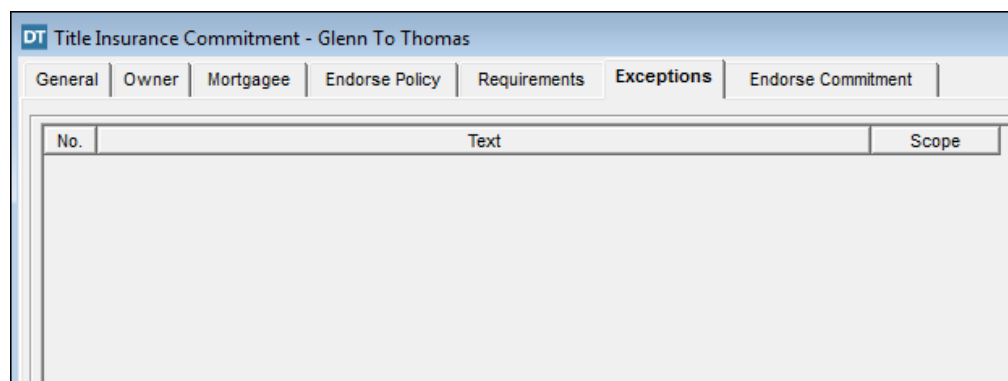 DT Title Insurance Commitment - Glenn To Thomas
General Owner Mortgagee Endorse Policy Requirements Exceptions Endorse Commitment
No. Text Scope